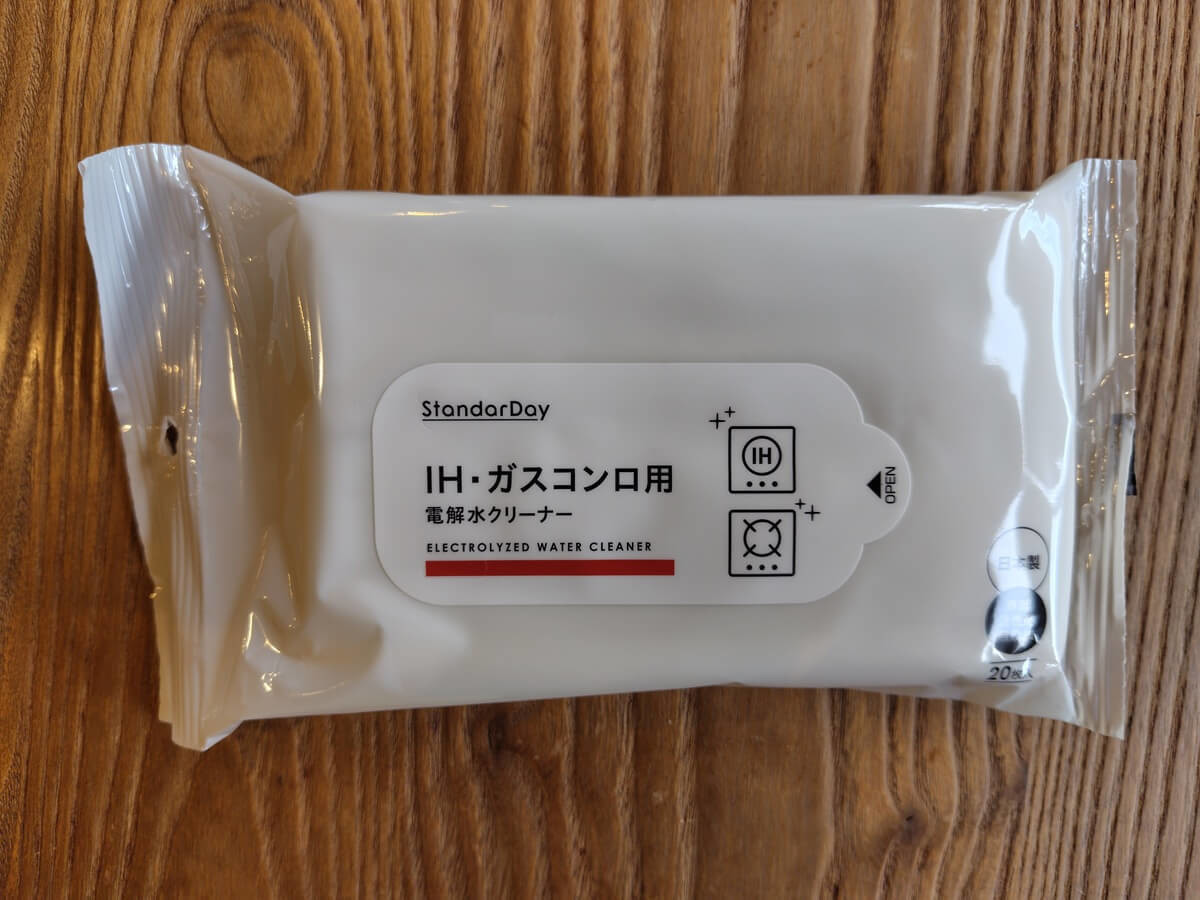 StandarDay
IH・ガスコンロ用
電解水クリーナー
ELECTROLYZED WATER CLEANER
IH
OPEN
日本製
20枚入